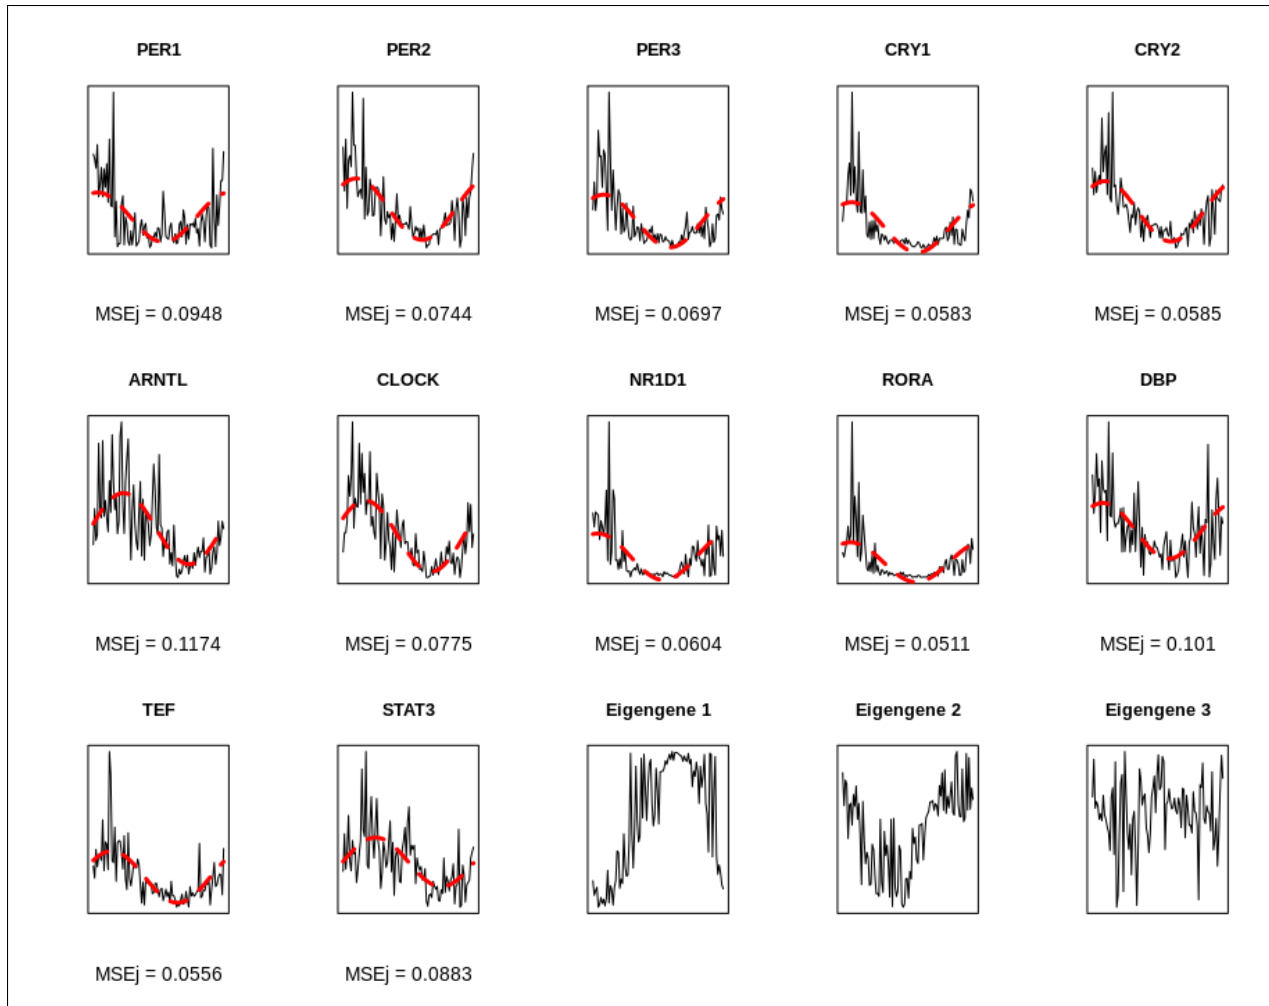 PER1 PER2 PER3 CRY1 CRY2
MSEj = 0.0948 MSEj = 0.0744 MSEj = 0.0697 MSEj = 0.0583 MSEj = 0.0585
ARNTL CLOCK NR1D1 RORA DBP
MSEj = 0.1174 MSEj = 0.0775 MSEj = 0.0604 MSEj = 0.0511 MSEj = 0.101
TEF STAT3 Eigengene 1 Eigengene 2 Eigengene 3
MSEj = 0.0556 MSEj = 0.0883